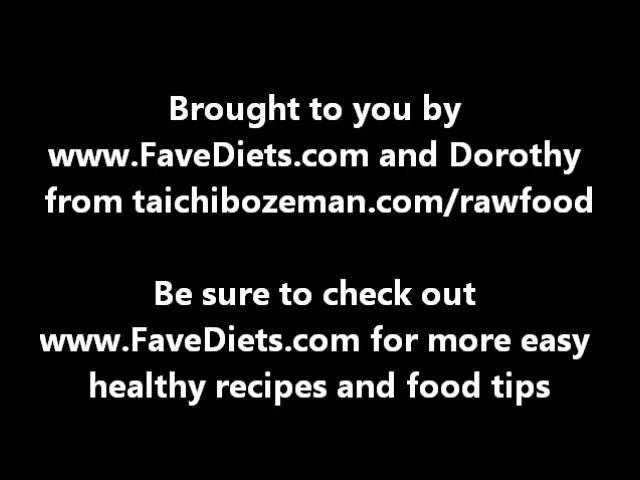 Brought to you by
www.FaveDiets.com and Dorothy
from taichibozeman.com/rawfood
Be sure to check out
www.FaveDiets.com for more easy
healthy recipes and food tips